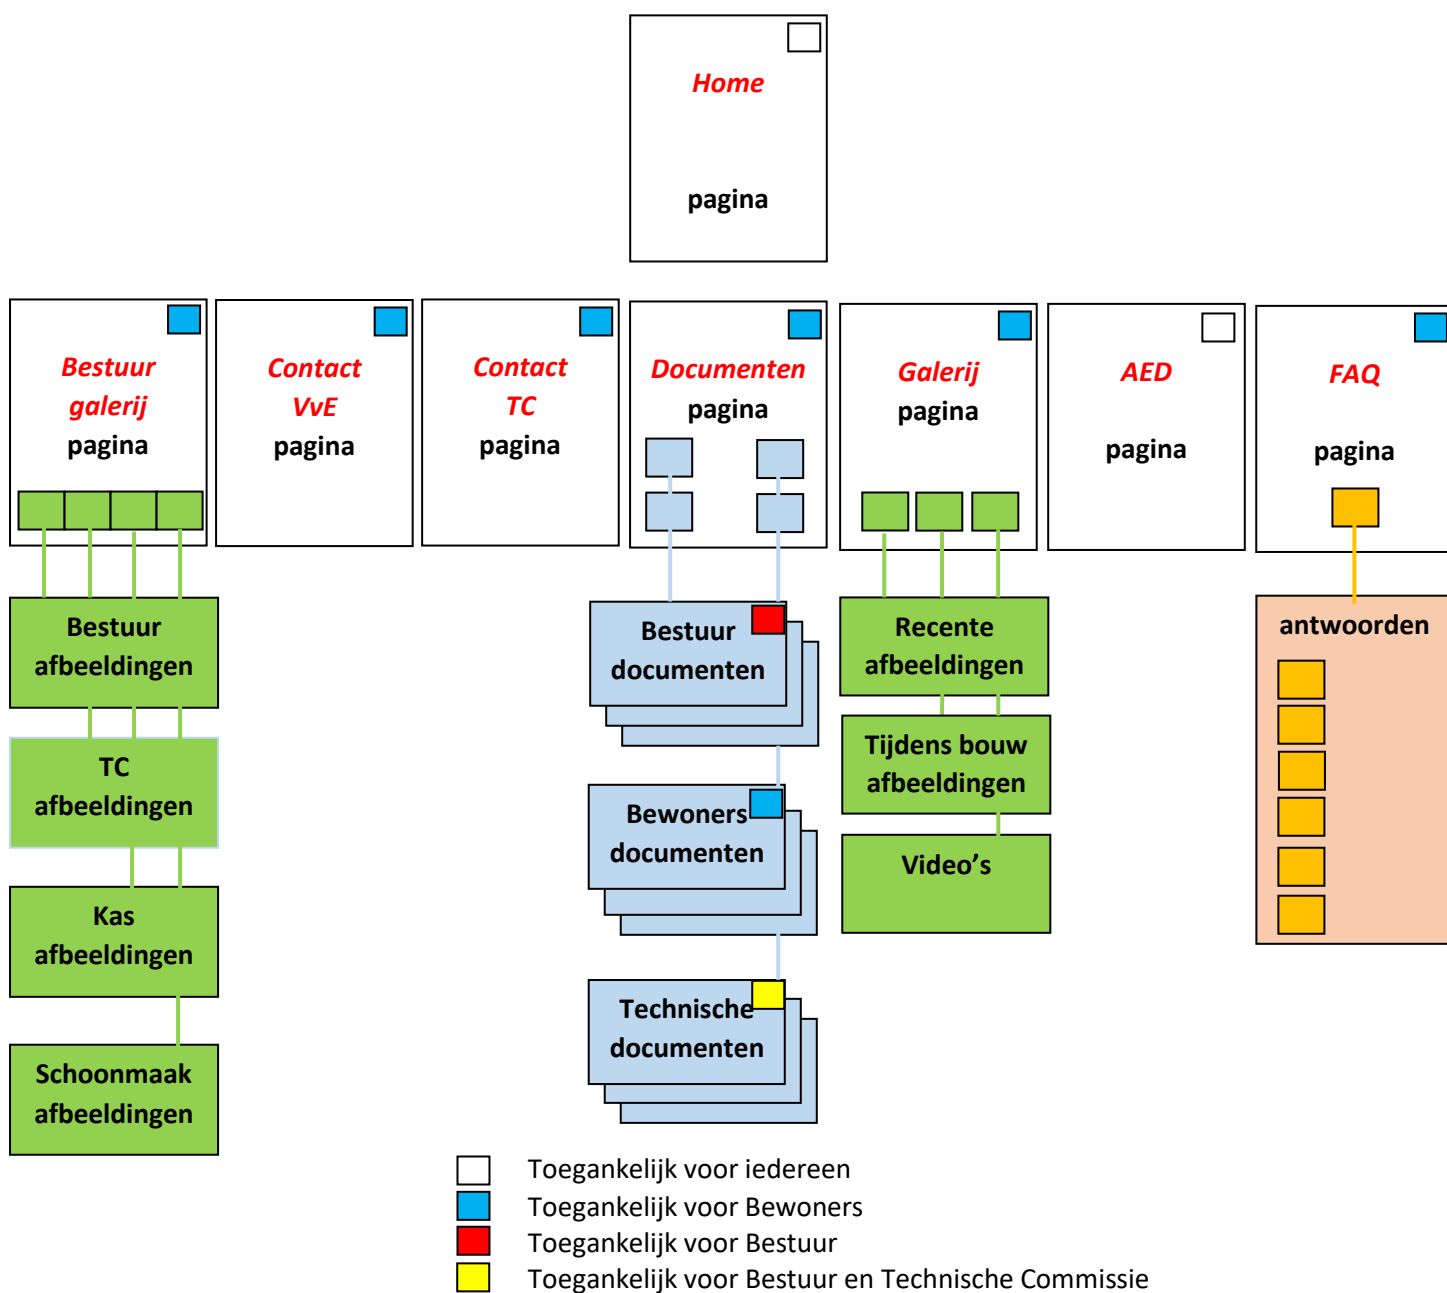 Home
pagina
Bestuur
galerij
pagina
Contact
VvE
pagina
Contact
TC
pagina
Documenten
pagina
Galerij
pagina
AED
pagina
FAQ
pagina
Bestuur
afbeeldingen
TC
afbeeldingen
Kas
afbeeldingen
Schoonmaak
afbeeldingen
Bestuur
documenten
Bewoners
documenten
Technische
documenten
Recente
afbeeldingen
Tijdens bouw
afbeeldingen
Video’s
antwoorden
Toegankelijk voor iedereen
Toegankelijk voor Bewoners
Toegankelijk voor Bestuur
Toegankelijk voor Bestuur en Technische Commissie